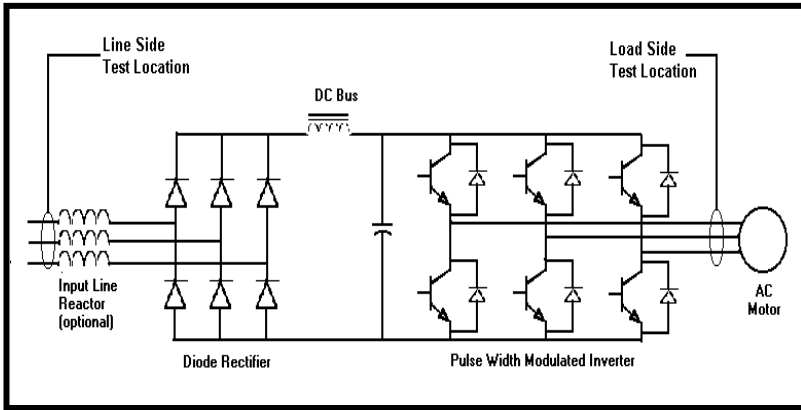 Line Side
Test Location
Load Side
Test Location
DC Bus
Input Line
Reactor
(optional)
AC
Motor
Diode Rectifier
Pulse Width Modulated Inverter